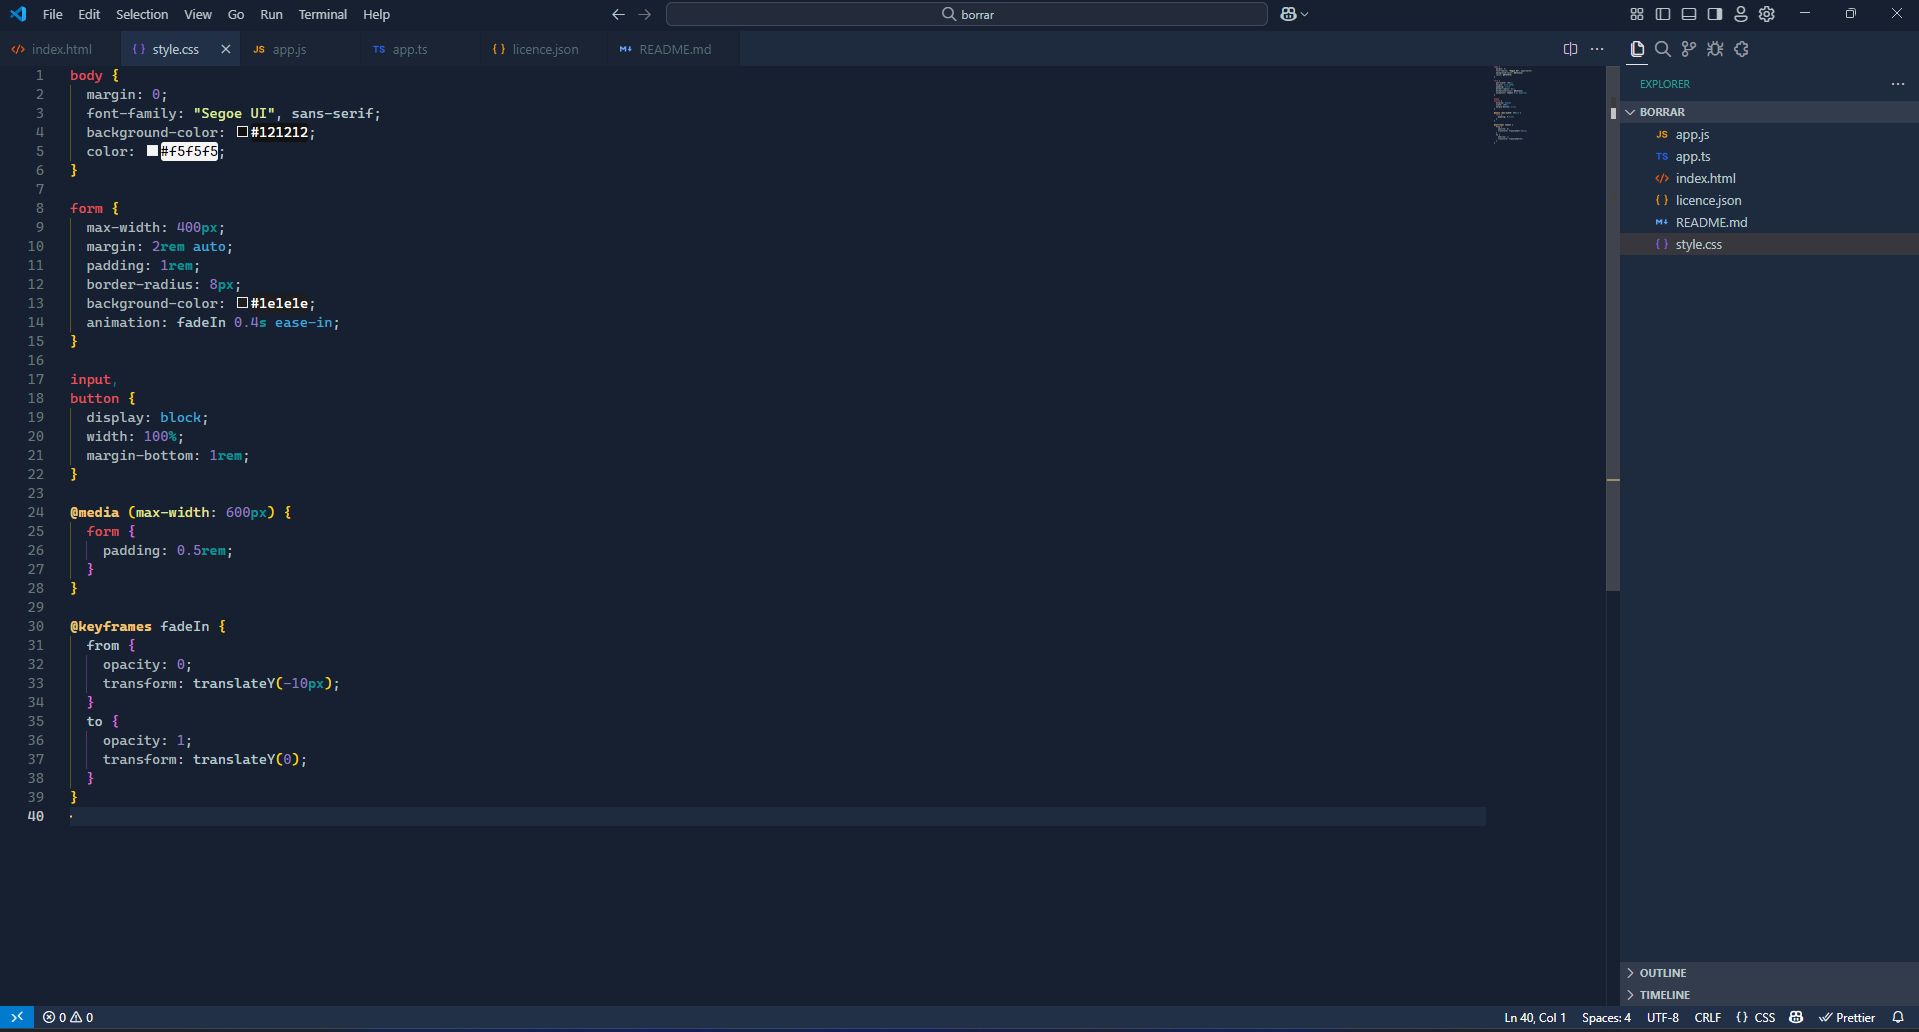 File Edit Selection View Go Run Terminal Help
borrar
index.html
style.css
JS app.js
TS app.ts
licence.json
README.md
1 body {
2 margin: 0;
3 font-family: "Segoe UI", sans-serif;
4 background-color: #121212;
5 color: #f5f5f5;
6 }
7
8 form {
9 max-width: 400px;
10 margin: 2rem auto;
11 padding: 1rem;
12 border-radius: 8px;
13 background-color: #1e1e1e;
14 animation: fadeIn 0.4s ease-in;
15 }
16
17 input,
18 button {
19 display: block;
20 width: 100%;
21 margin-bottom: 1rem;
22 }
23
24 @media (max-width: 600px) {
25 form {
26 padding: 0.5rem;
27 }
28 }
29
30 @keyframes fadeIn {
31 from {
32 opacity: 0;
33 transform: translateY(-10px);
34 }
35 to {
36 opacity: 1;
37 transform: translateY(0);
38 }
39 }
40
EXPLORER
BORRAR
JS app.js
TS app.ts
index.html
licence.json
README.md
style.css
OUTLINE
TIMELINE
0 0
Ln 40, Col 1 Spaces: 4 UTF-8 CRLF {} CSS Prettier